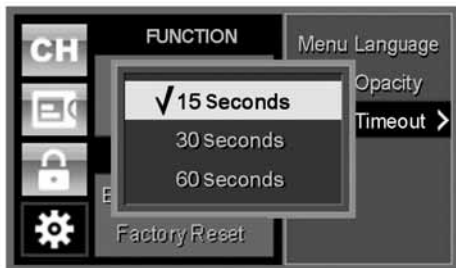 CH
FUNCTION
Menu Language
Opacity
Timeout >
√ 15 Seconds
30 Seconds
60 Seconds
E
Factory Reset